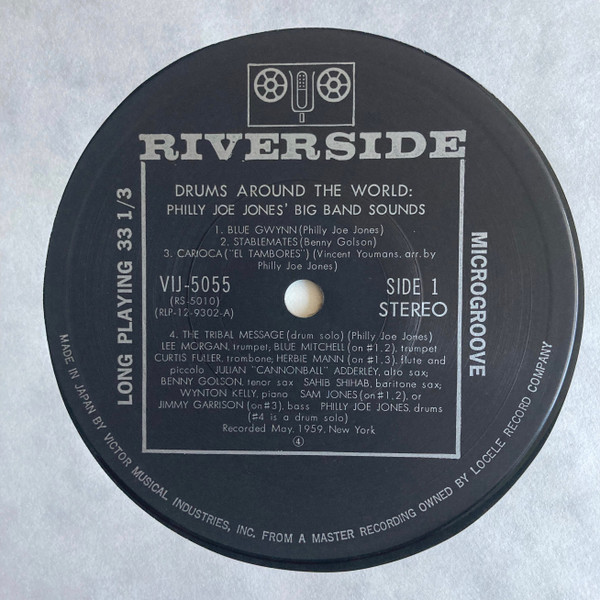 RIVERSIDE
DRUMS AROUND THE WORLD:
PHILLY JOE JONES' BIG BAND SOUNDS
1. BLUE GWYNN (Philly Joe Jones)
2. STABLEMATES (Benny Golson)
3. CARIOCA ("EL TAMBORES") (Vincent Youmans, arr. by
Philly Joe Jones)
VIJ-5055
(RS-5010)
(RLP-12-9302-A)
SIDE 1
STEREO
4. THE TRIBAL MESSAGE (drum solo) (Philly Joe Jones)
LEE MORGAN, trumpet; BLUE MITCHELL (on #1,2), trumpet
CURTIS FULLER, trombone; HERBIE MANN (on #1,3), flute and
piccolo JULIAN "CANNONBALL" ADDERLEY, alto sax;
BENNY GOLSON, tenor sax SAHIB SHIHAB, baritone sax;
WYNTON KELLY, piano SAM JONES (on #1,2), or
JIMMY GARRISON (on #3), bass PHILLY JOE JONES, drums
(#4 is a drum solo)
Recorded May, 1959, New York
4
LONG PLAYING 33 1/3
MICROGROOVE
MADE IN JAPAN BY VICTOR MUSICAL INDUSTRIES, INC. FROM A MASTER RECORDING OWNED BY LOCELE RECORD COMPANY